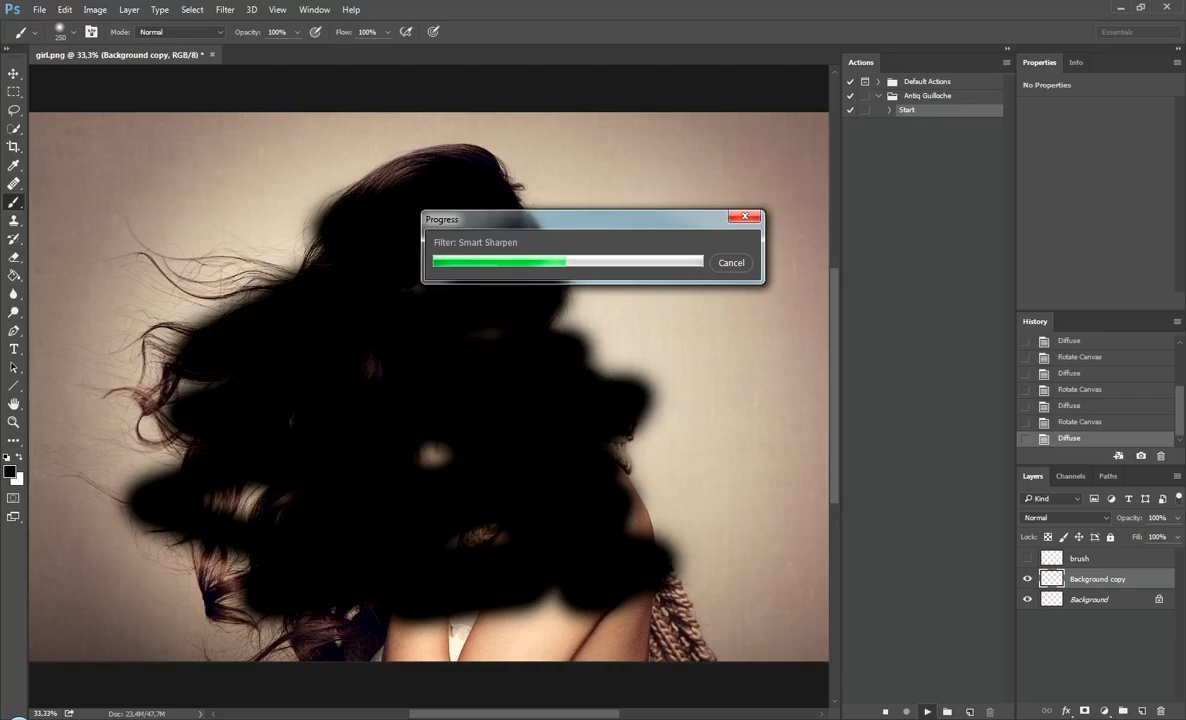 Ps File Edit Image Layer Type Select Filter 3D View Window Help
250 Mode: Normal Opacity: 100% Flow: 100% Essentials
girl.png @ 33,3% (Background copy, RGB/8) * ×
Actions
Default Actions
Antiq Guilloche
Start
Properties Info
No Properties
Progress
Filter: Smart Sharpen
Cancel
History
Diffuse
Rotate Canvas
Diffuse
Rotate Canvas
Diffuse
Rotate Canvas
Diffuse
Layers Channels Paths
Kind
Normal Opacity: 100%
Lock: Fill: 100%
brush
Background copy
Background
33,33% Doc: 23,4M/47,7M